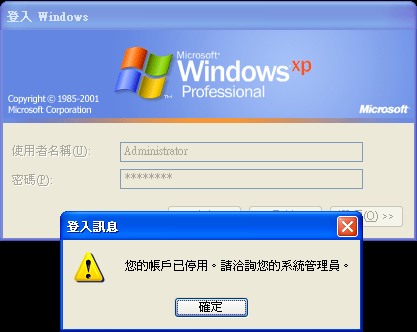 登入 Windows
Microsoft®
Windows xp
Professional
Copyright © 1985-2001
Microsoft Corporation
Microsoft
使用者名稱(U):
Administrator
密碼(P):
********
(O) >>
登入訊息
您的帳戶已停用。請洽詢您的系統管理員。
確定